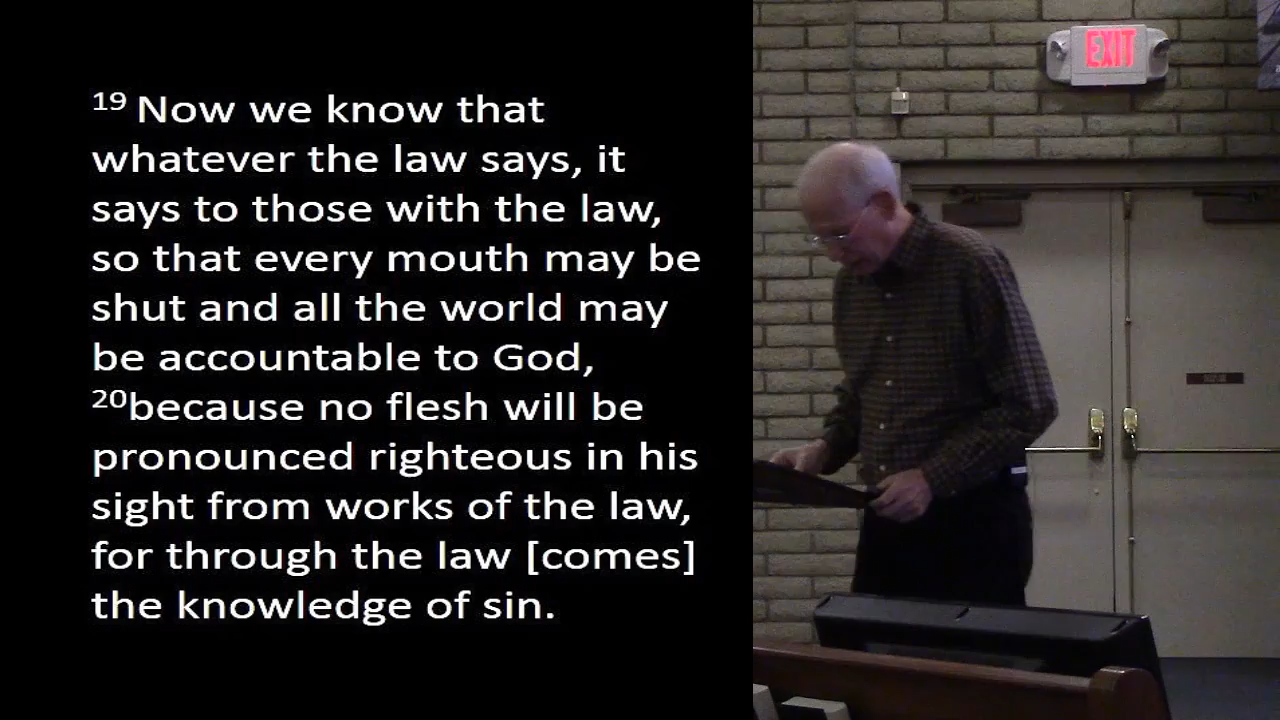 19 Now we know that
whatever the law says, it
says to those with the law,
so that every mouth may be
shut and all the world may
be accountable to God,
20because no flesh will be
pronounced righteous in his
sight from works of the law,
for through the law [comes]
the knowledge of sin.
EXIT